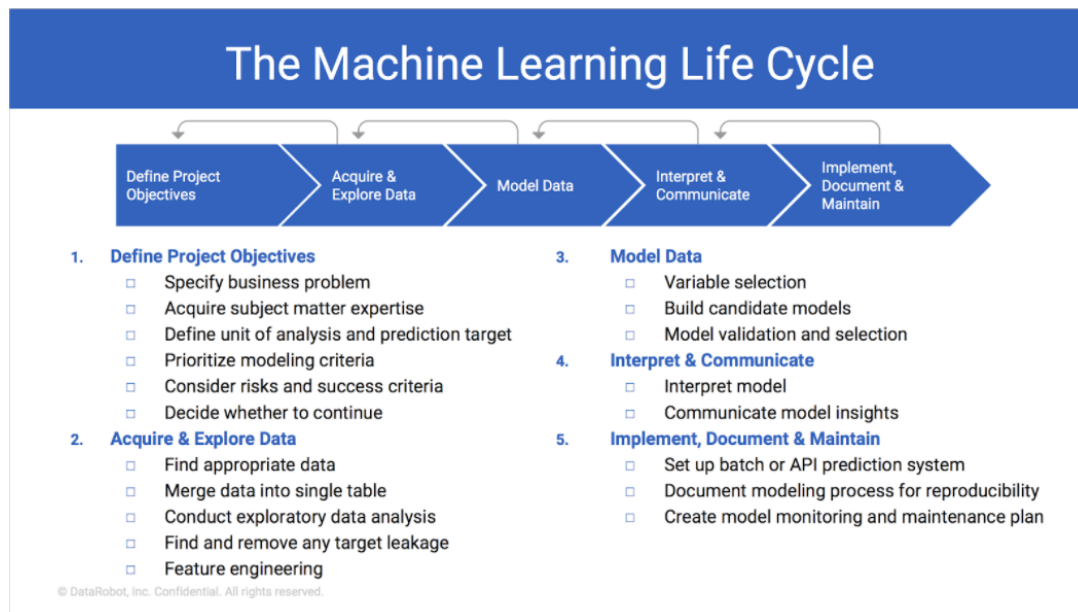 The Machine Learning Life Cycle
Define Project
Objectives
Acquire &
Explore Data
Model Data
Interpret &
Communicate
Implement,
Document &
Maintain
1. Define Project Objectives
Specify business problem
Acquire subject matter expertise
Define unit of analysis and prediction target
Prioritize modeling criteria
Consider risks and success criteria
Decide whether to continue
2. Acquire & Explore Data
Find appropriate data
Merge data into single table
Conduct exploratory data analysis
Find and remove any target leakage
Feature engineering
3. Model Data
Variable selection
Build candidate models
Model validation and selection
4. Interpret & Communicate
Interpret model
Communicate model insights
5. Implement, Document & Maintain
Set up batch or API prediction system
Document modeling process for reproducibility
Create model monitoring and maintenance plan
© DataRobot, Inc. Confidential. All rights reserved.